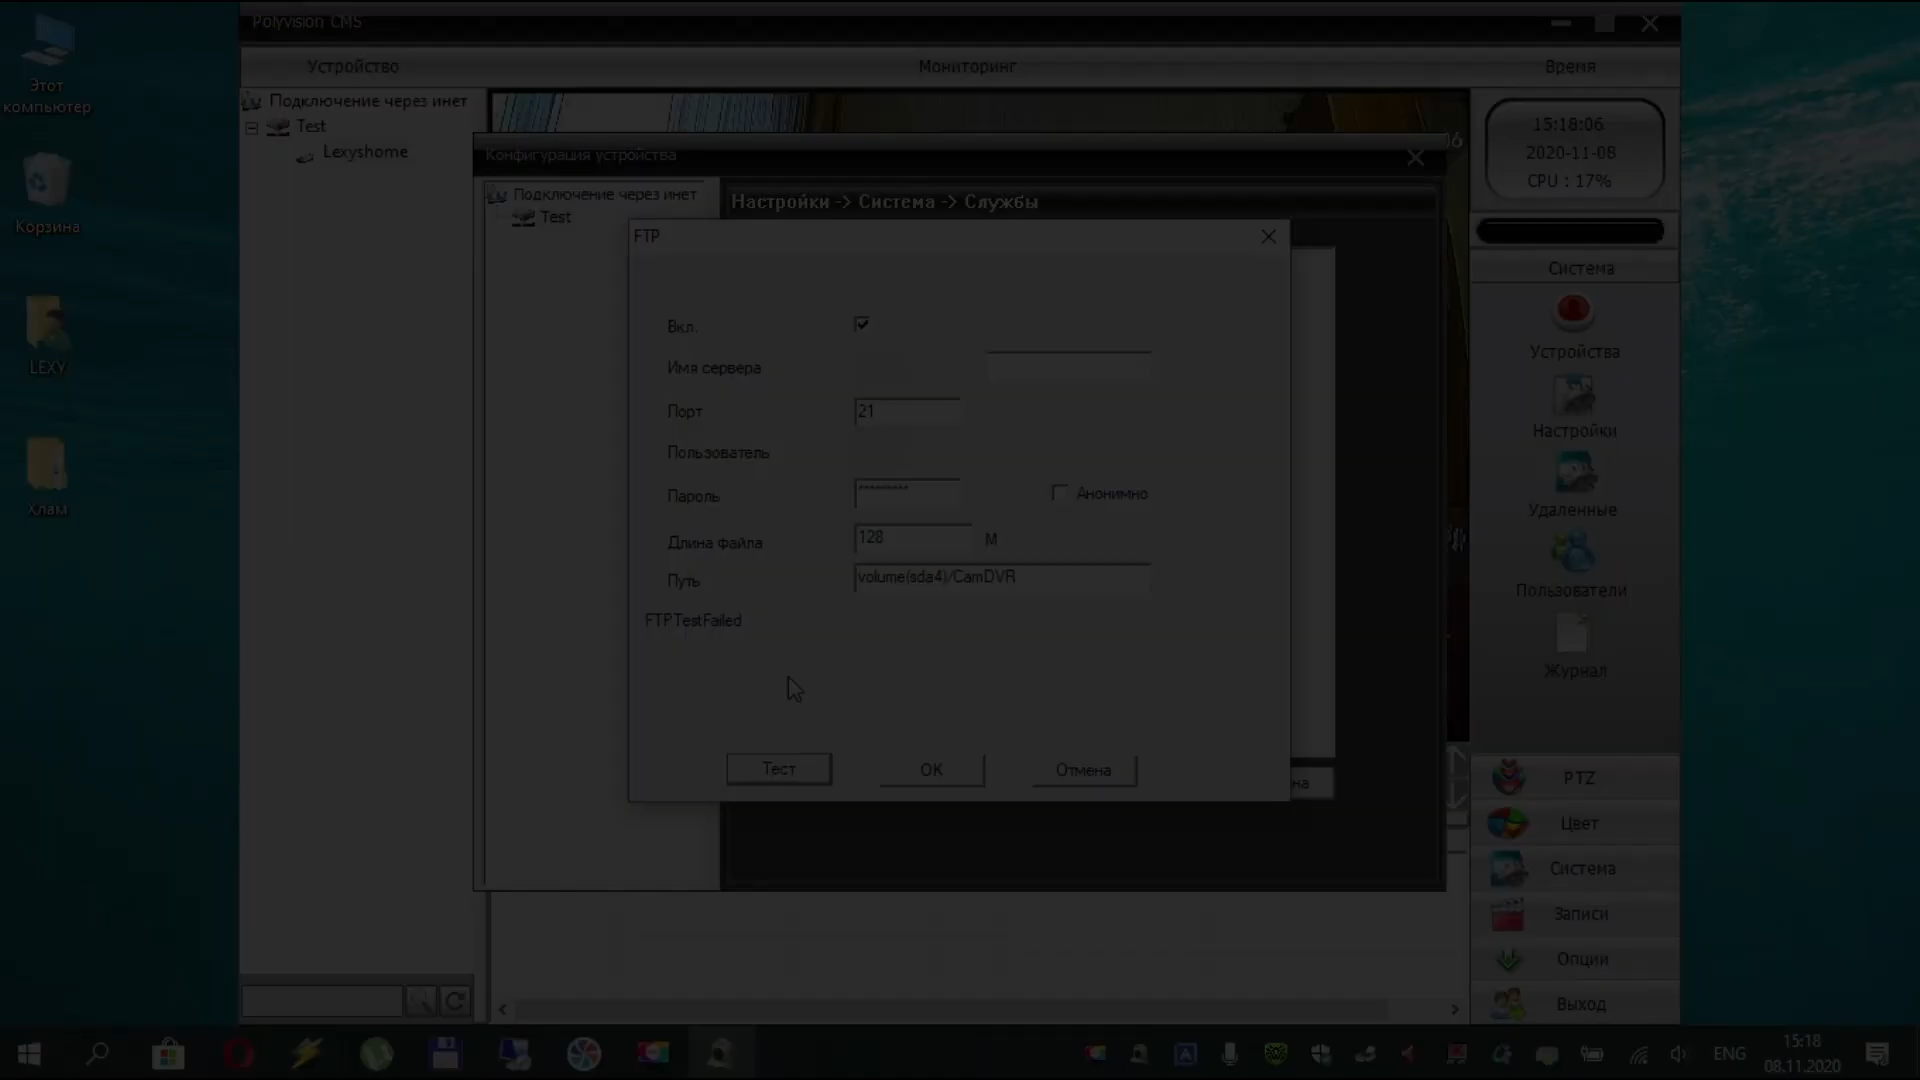 Polyvision CMS
Устройство
Мониторинг
Время
Этот
компьютер
Корзина
LEXY
Хлам
Подключение через инет
Test
Lexyshome
06
15:18:06
2020-11-08
CPU : 17%
Конфигурация устройства
Подключение через инет
Test
Настройки -> Система -> Службы
FTP
Вкл.
Имя сервера
Порт
21
Пользователь
Пароль
*********
Анонимно
Длина файла
128
М
Путь
volume(sda4)/CamDVR
FTPTestFailed
Тест
OK
Отмена
на
Система
Устройства
Настройки
Удаленные
Пользователи
Журнал
PTZ
Цвет
Система
Записи
Опции
Выход
ENG
15:18
08.11.2020